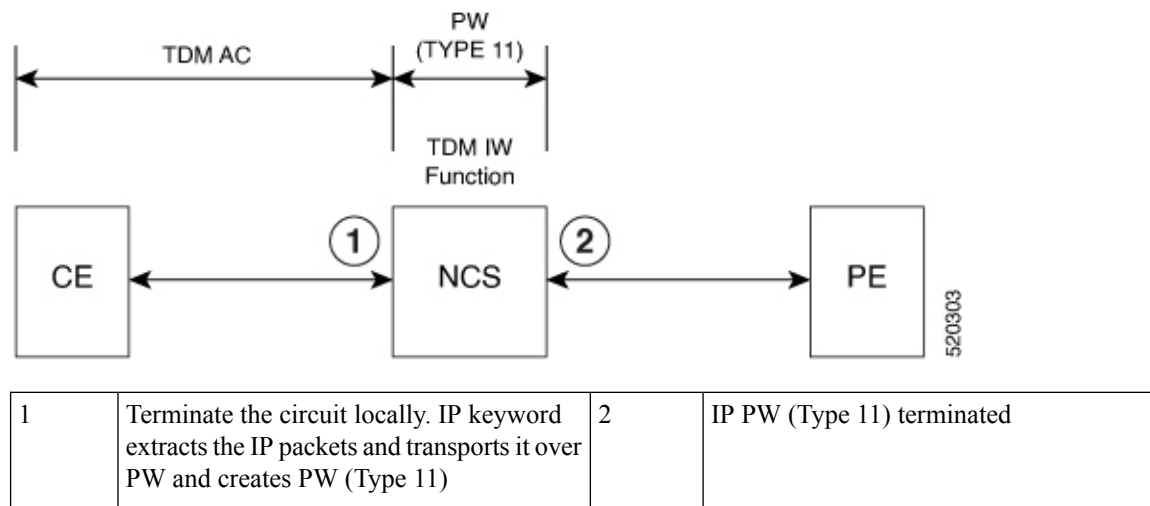 PW
(TYPE 11)
TDM AC
TDM IW
Function
1
2
CE
NCS
PE
520303
1
Terminate the circuit locally. IP keyword
extracts the IP packets and transports it over
PW and creates PW (Type 11)
2
IP PW (Type 11) terminated